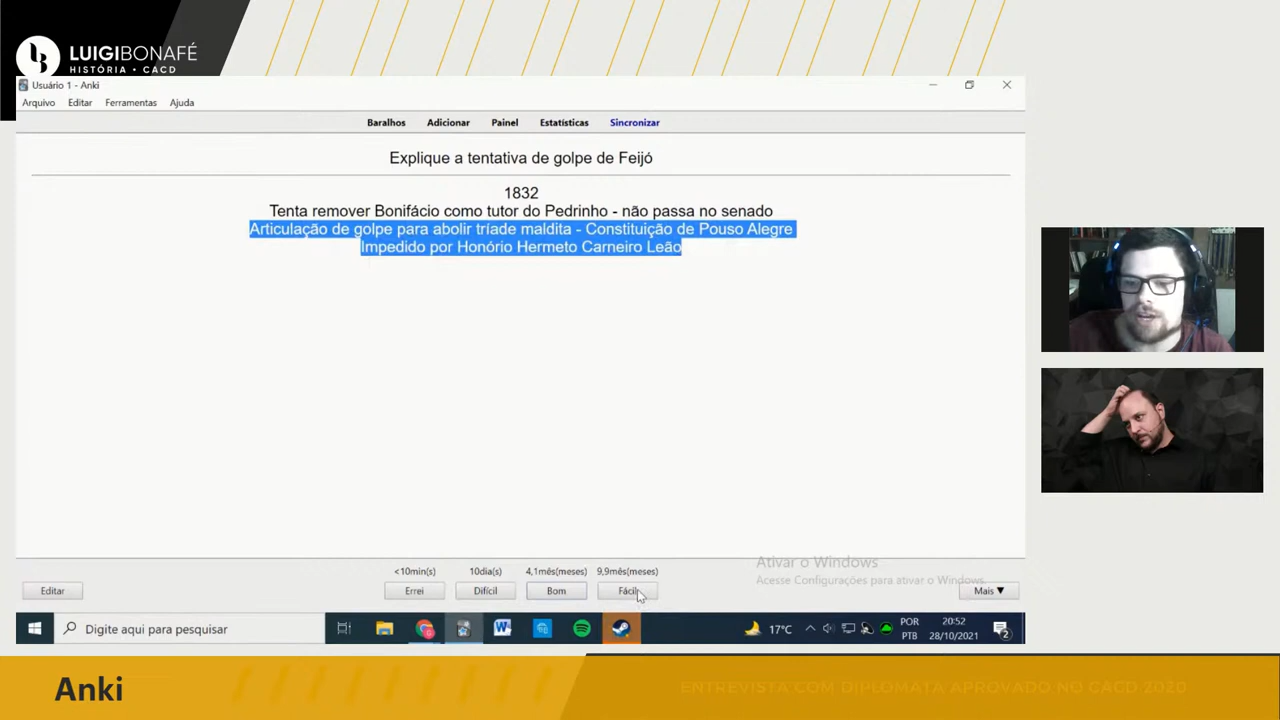 LUIGIBONAFÉ
HISTÓRIA • CACD
Usuário 1 - Anki
Arquivo Editar Ferramentas Ajuda
Baralhos Adicionar Painel Estatísticas Sincronizar
Explique a tentativa de golpe de Feijó
1832
Tenta remover Bonifácio como tutor do Pedrinho - não passa no senado
Articulação de golpe para abolir tríade maldita - Constituição de Pouso Alegre
Impedido por Honório Hermeto Carneiro Leão
Ativar o Windows
Acesse Configurações para ativar o Windows.
<10min(s) 10dia(s) 4,1mês(meses) 9,9mês(meses)
Editar Errei Difícil Bom Fácil Mais ▼
Digite aqui para pesquisar
17°C
POR
PTB
20:52
28/10/2021
2
Anki
ENTREVISTA COM DIPLOMATA APROVADO NO CACD 2020